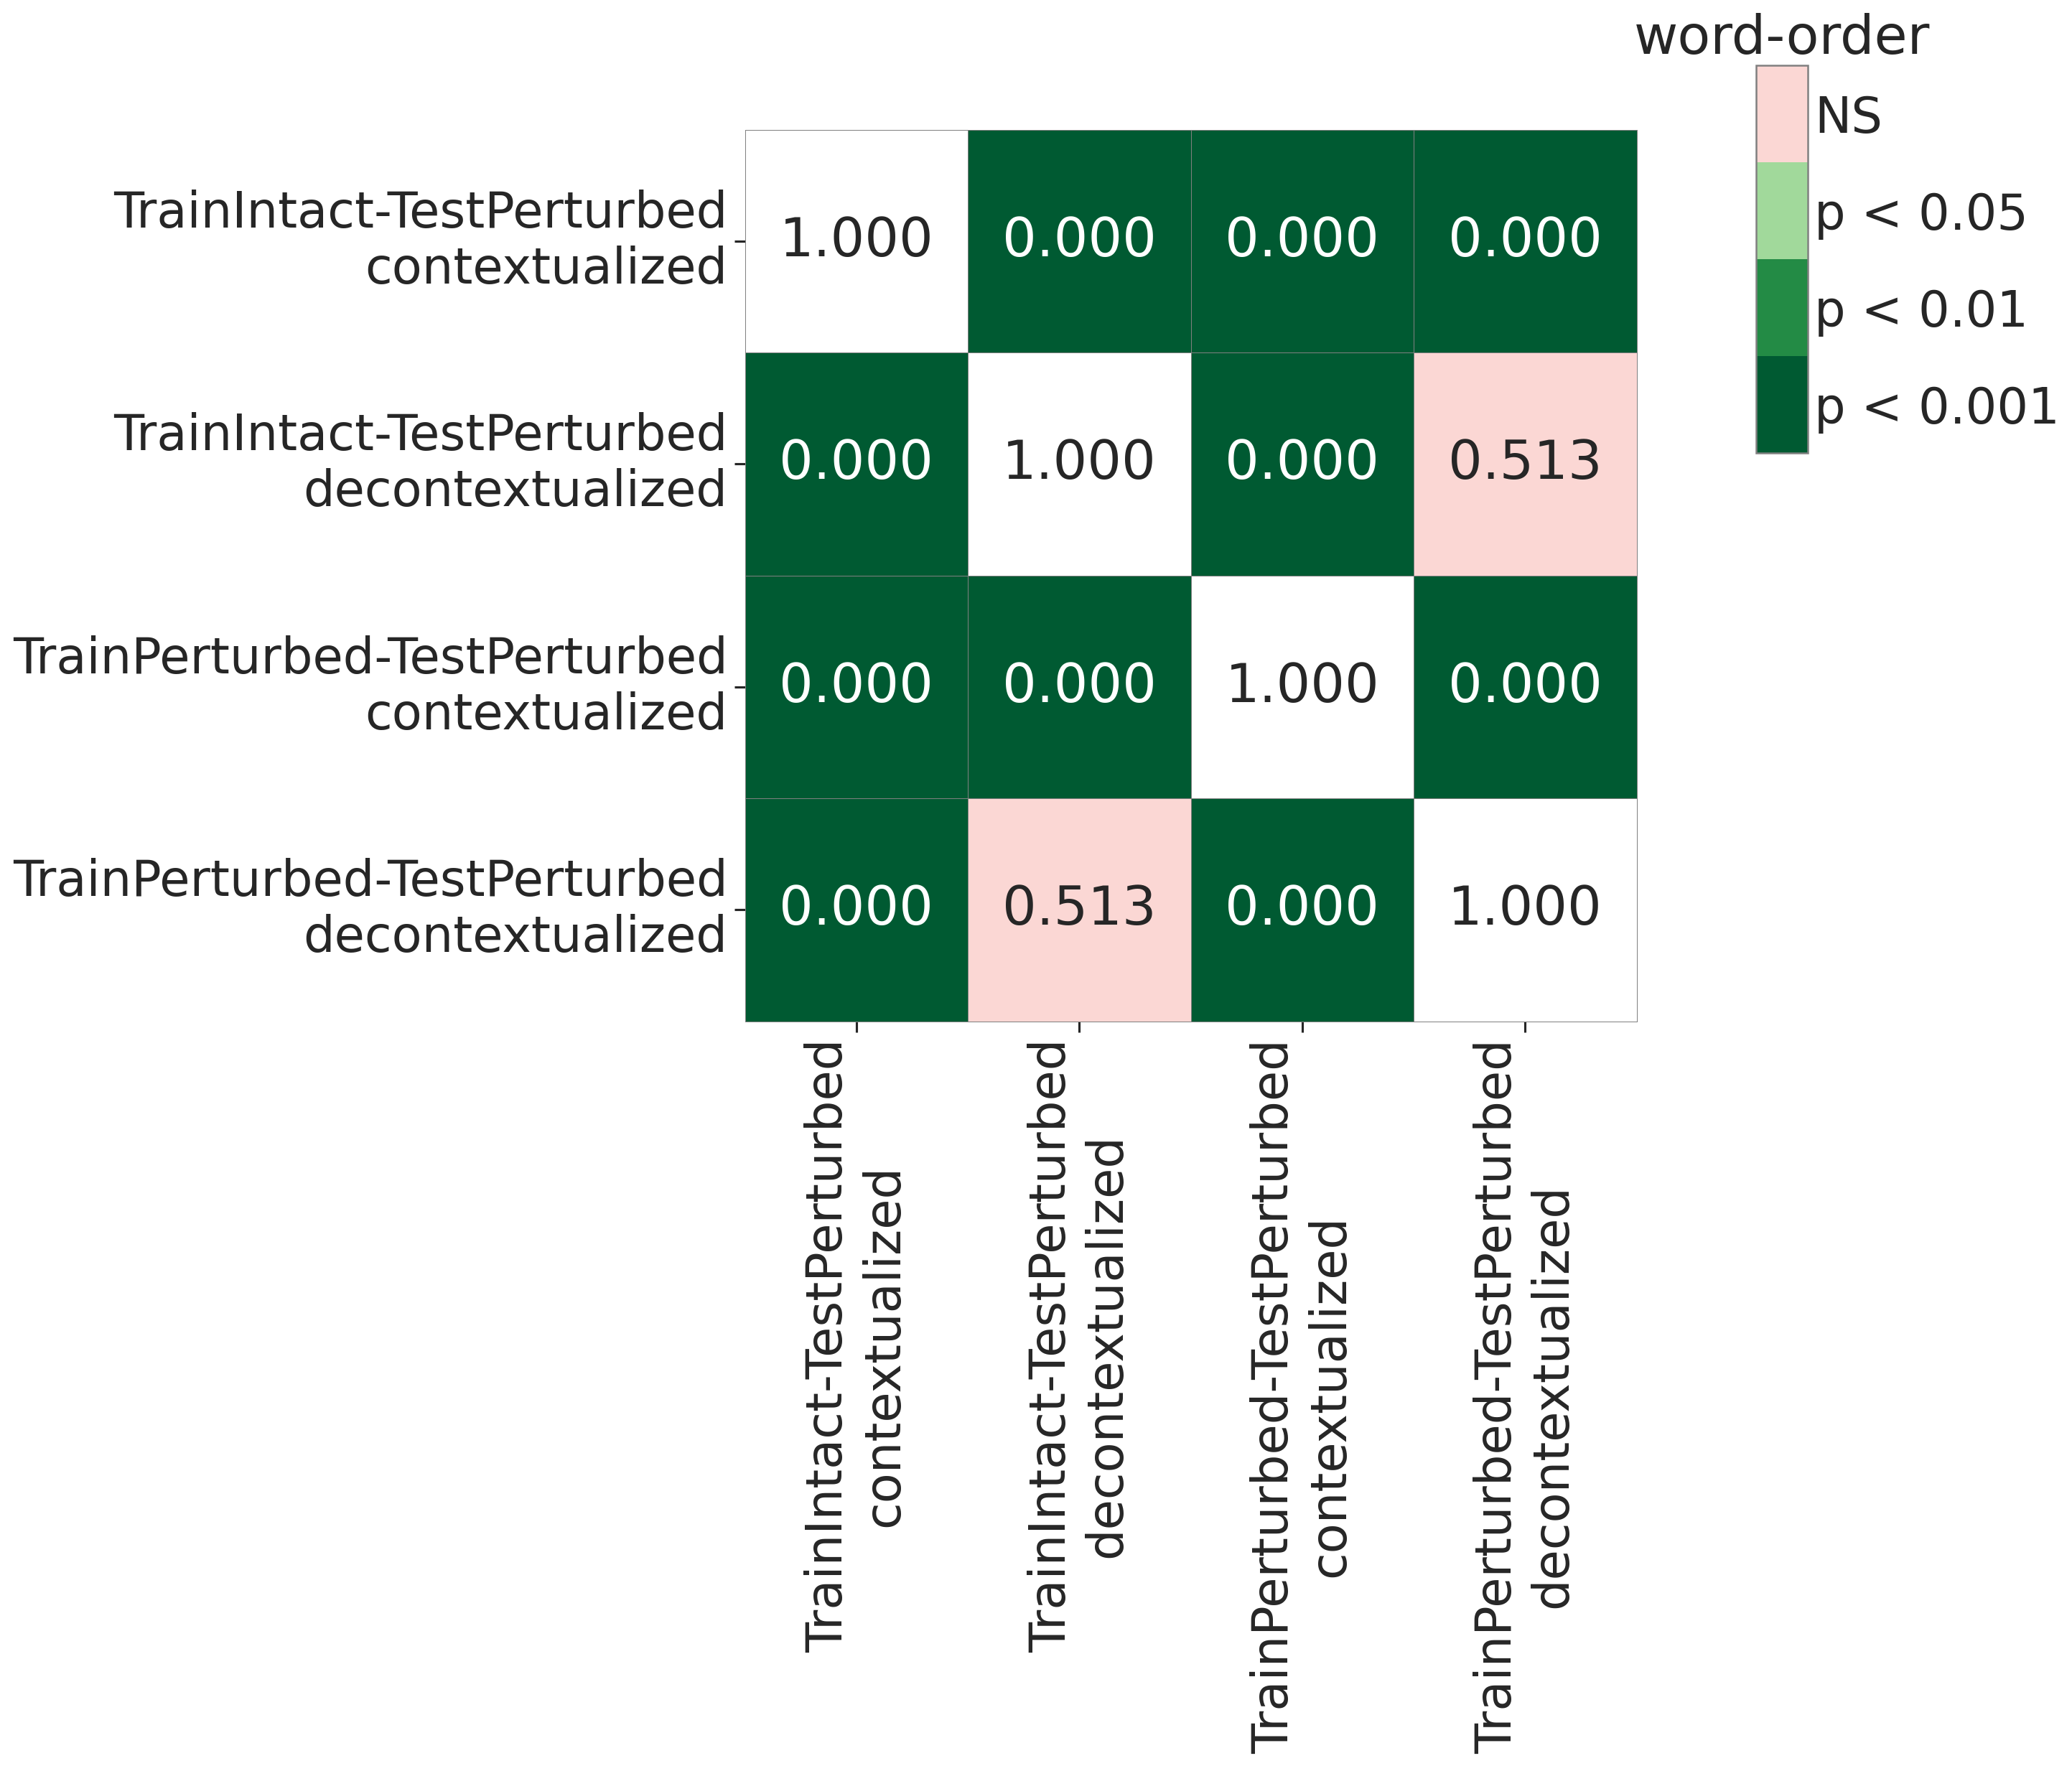 word-order
NS
p < 0.05
p < 0.01
p < 0.001
TrainIntact-TestPerturbed
contextualized
1.000 0.000 0.000 0.000
TrainIntact-TestPerturbed
decontextualized
0.000 1.000 0.000 0.513
TrainPerturbed-TestPerturbed
contextualized
0.000 0.000 1.000 0.000
TrainPerturbed-TestPerturbed
decontextualized
0.000 0.513 0.000 1.000
TrainIntact-TestPerturbed
contextualized
TrainIntact-TestPerturbed
decontextualized
TrainPerturbed-TestPerturbed
contextualized
TrainPerturbed-TestPerturbed
decontextualized